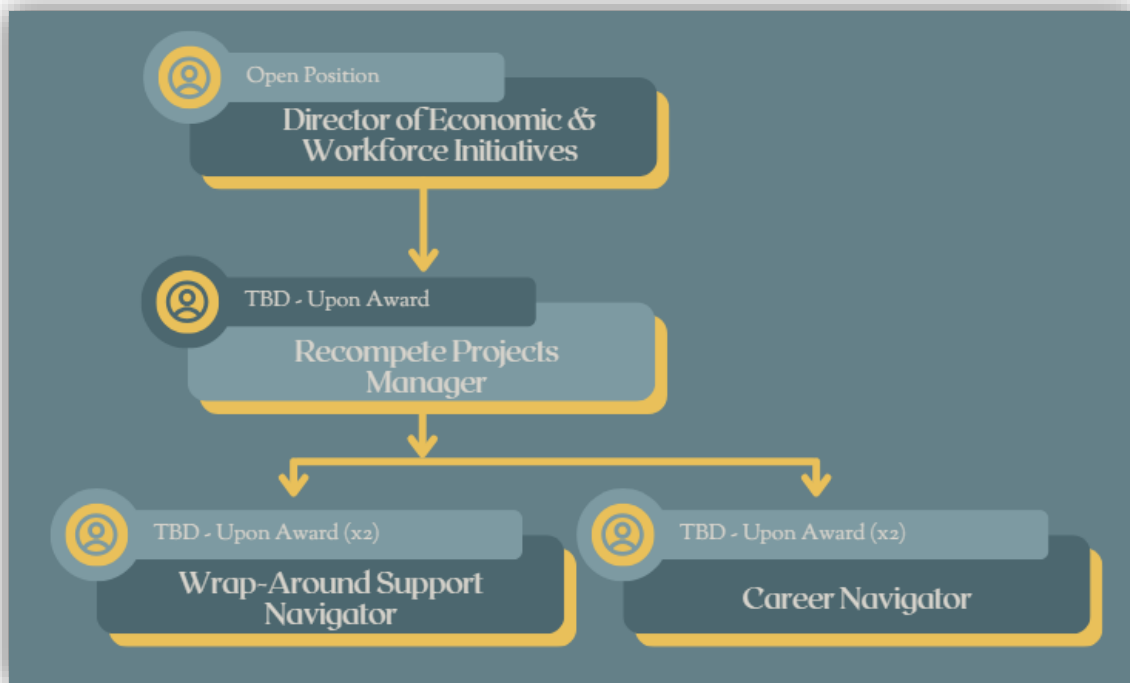 Open Position
Director of Economic &
Workforce Initiatives
TBD - Upon Award
Recompete Projects
Manager
TBD - Upon Award (x2)
Wrap-Around Support
Navigator
TBD - Upon Award (x2)
Career Navigator